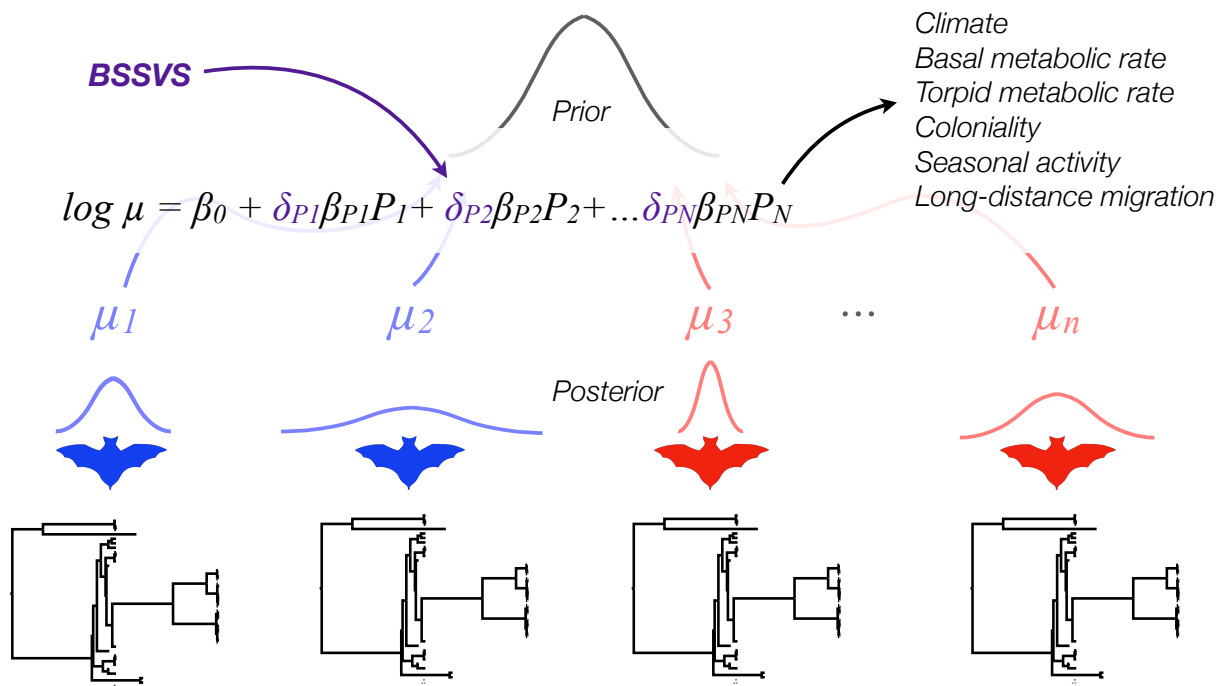 Climate
Basal metabolic rate
Torpid metabolic rate
Coloniality
Seasonal activity
Long-distance migration
BSSVS
Prior
log μ = β0 + δP1βP1P1+ δP2βP2P2+...δPNβPNPN
μ1
μ2
μ3
...
μn
Posterior